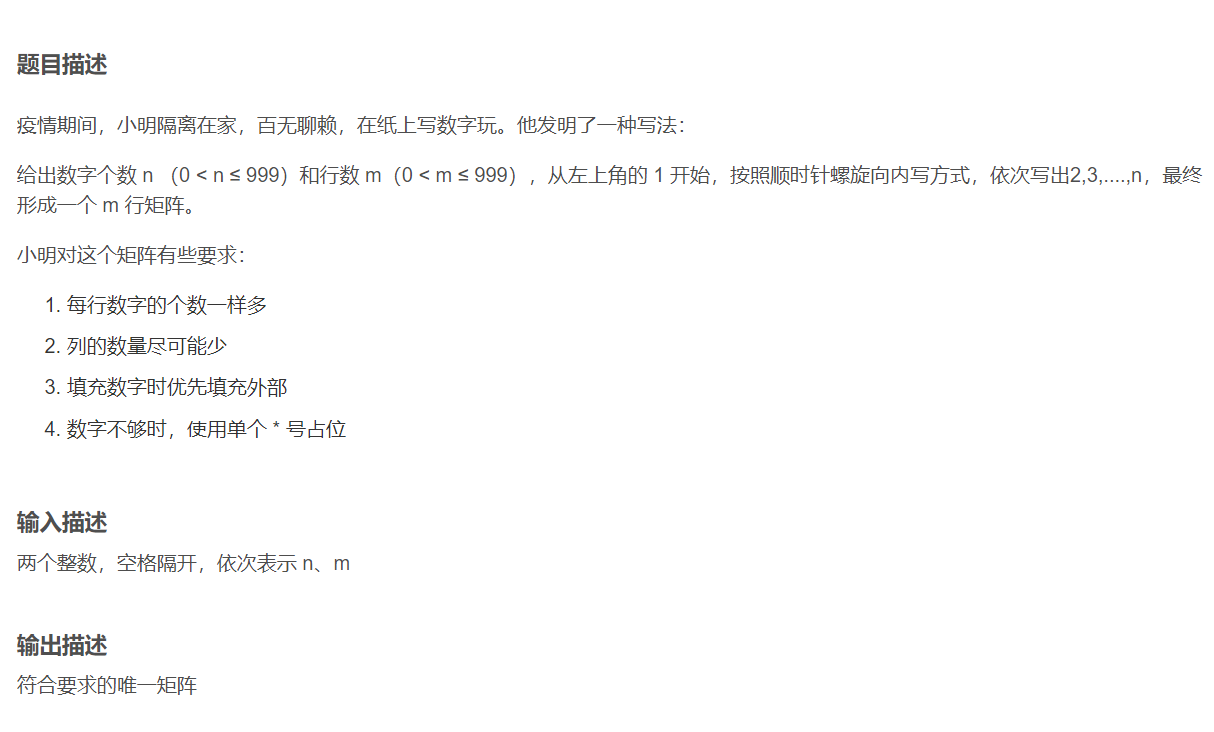 题目描述
疫情期间，小明隔离在家，百无聊赖，在纸上写数字玩。他发明了一种写法：
给出数字个数 n （0 < n ≤ 999）和行数 m（0 < m ≤ 999），从左上角的 1 开始，按照顺时针螺旋向内写方式，依次写出2,3,....,n，最终
形成一个 m 行矩阵。
小明对这个矩阵有些要求：
1. 每行数字的个数一样多
2. 列的数量尽可能少
3. 填充数字时优先填充外部
4. 数字不够时，使用单个 * 号占位
输入描述
两个整数，空格隔开，依次表示 n、m
输出描述
符合要求的唯一矩阵